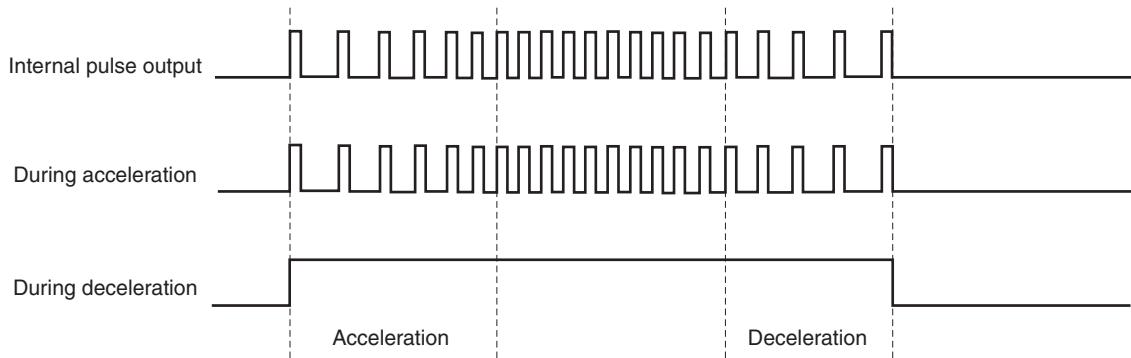 Internal pulse output
During acceleration
During deceleration
Acceleration
Deceleration